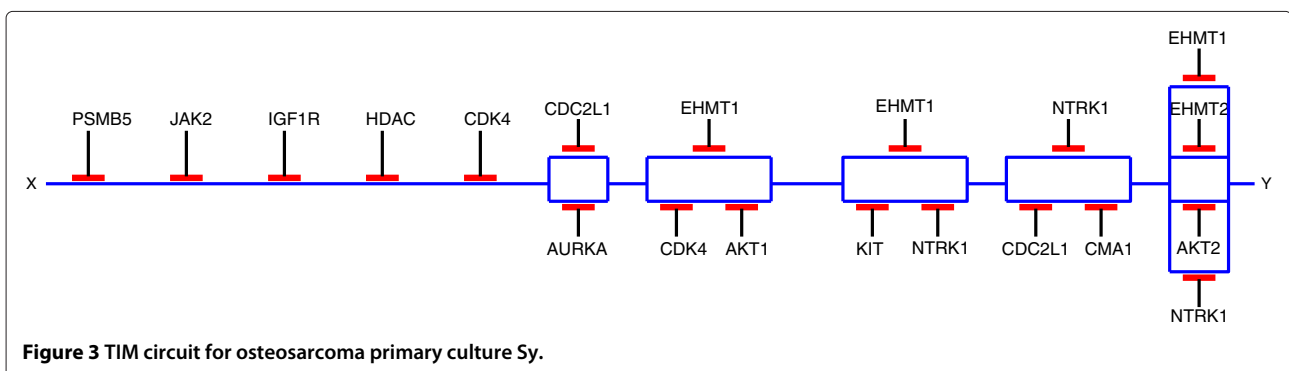 EHMT1
PSMB5 JAK2 IGF1R HDAC CDK4 CDC2L1 EHMT1 EHMT1 NTRK1 EHMT2
X Y
AURKA CDK4 AKT1 KIT NTRK1 CDC2L1 CMA1 AKT2
NTRK1
Figure 3 TIM circuit for osteosarcoma primary culture Sy.